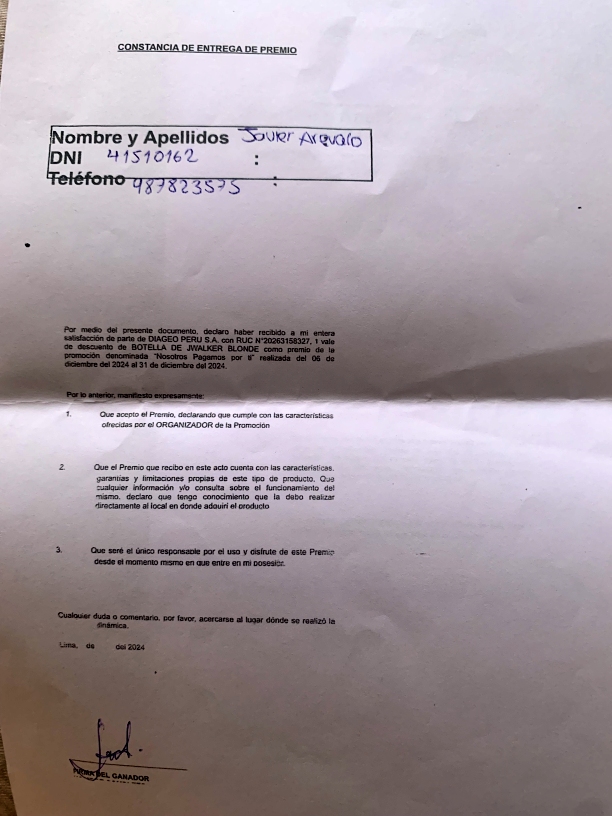 CONSTANCIA DE ENTREGA DE PREMIO
Nombre y Apellidos Javier Arevalo
DNI 41510162 :
Teléfono 987823575 :
Por medio del presente documento, declaro haber recibido a mi entera
satisfacción de parte de DIAGEO PERU S.A. con RUC N°20263158327, 1 vale
de descuento de BOTELLA DE JWALKER BLONDE como premio de la
promoción denominada "Nosotros Pagamos por ti" realizada del 06 de
diciembre del 2024 al 31 de diciembre del 2024.
Por lo anterior, manifiesto expresamente:
1. Que acepto el Premio, declarando que cumple con las características
ofrecidas por el ORGANIZADOR de la Promoción
2. Que el Premio que recibo en este acto cuenta con las características,
garantías y limitaciones propias de este tipo de producto. Que
cualquier información y/o consulta sobre el funcionamiento del
mismo, declaro que tengo conocimiento que la debo realizar
directamente al local en donde adquirí el producto
3. Que seré el único responsable por el uso y disfrute de este Premio
desde el momento mismo en que entre en mi posesión.
Cualquier duda o comentario, por favor, acercarse al lugar dónde se realizó la
dinámica.
Lima, de del 2024
FIRMA DEL GANADOR